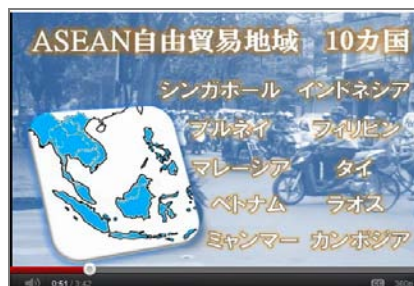 ASEAN自由貿易地域 10カ国
シンガポール インドネシア
ブルネイ フィリピン
マレーシア タイ
ベトナム ラオス
ミャンマー カンボジア
0:51 / 3:42
CC 360p